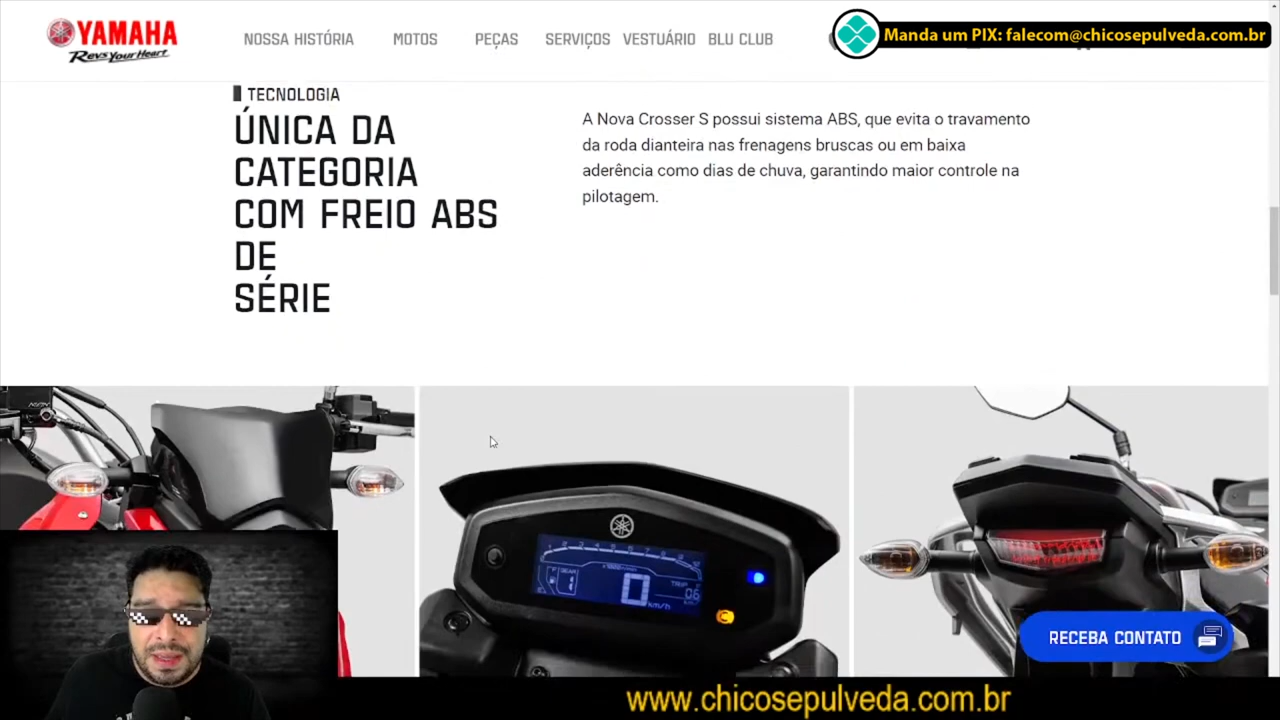 YAMAHA
Revs Your Heart
NOSSA HISTÓRIA
MOTOS
PEÇAS
SERVIÇOS
VESTUÁRIO
BLU CLUB
Manda um PIX: falecom@chicosepulveda.com.br
TECNOLOGIA
ÚNICA DA
CATEGORIA
COM FREIO ABS
DE
SÉRIE
A Nova Crosser S possui sistema ABS, que evita o travamento
da roda dianteira nas frenagens bruscas ou em baixa
aderência como dias de chuva, garantindo maior controle na
pilotagem.
GEAR
0
km/h
TRIP
06
RECEBA CONTATO
www.chicosepulveda.com.br